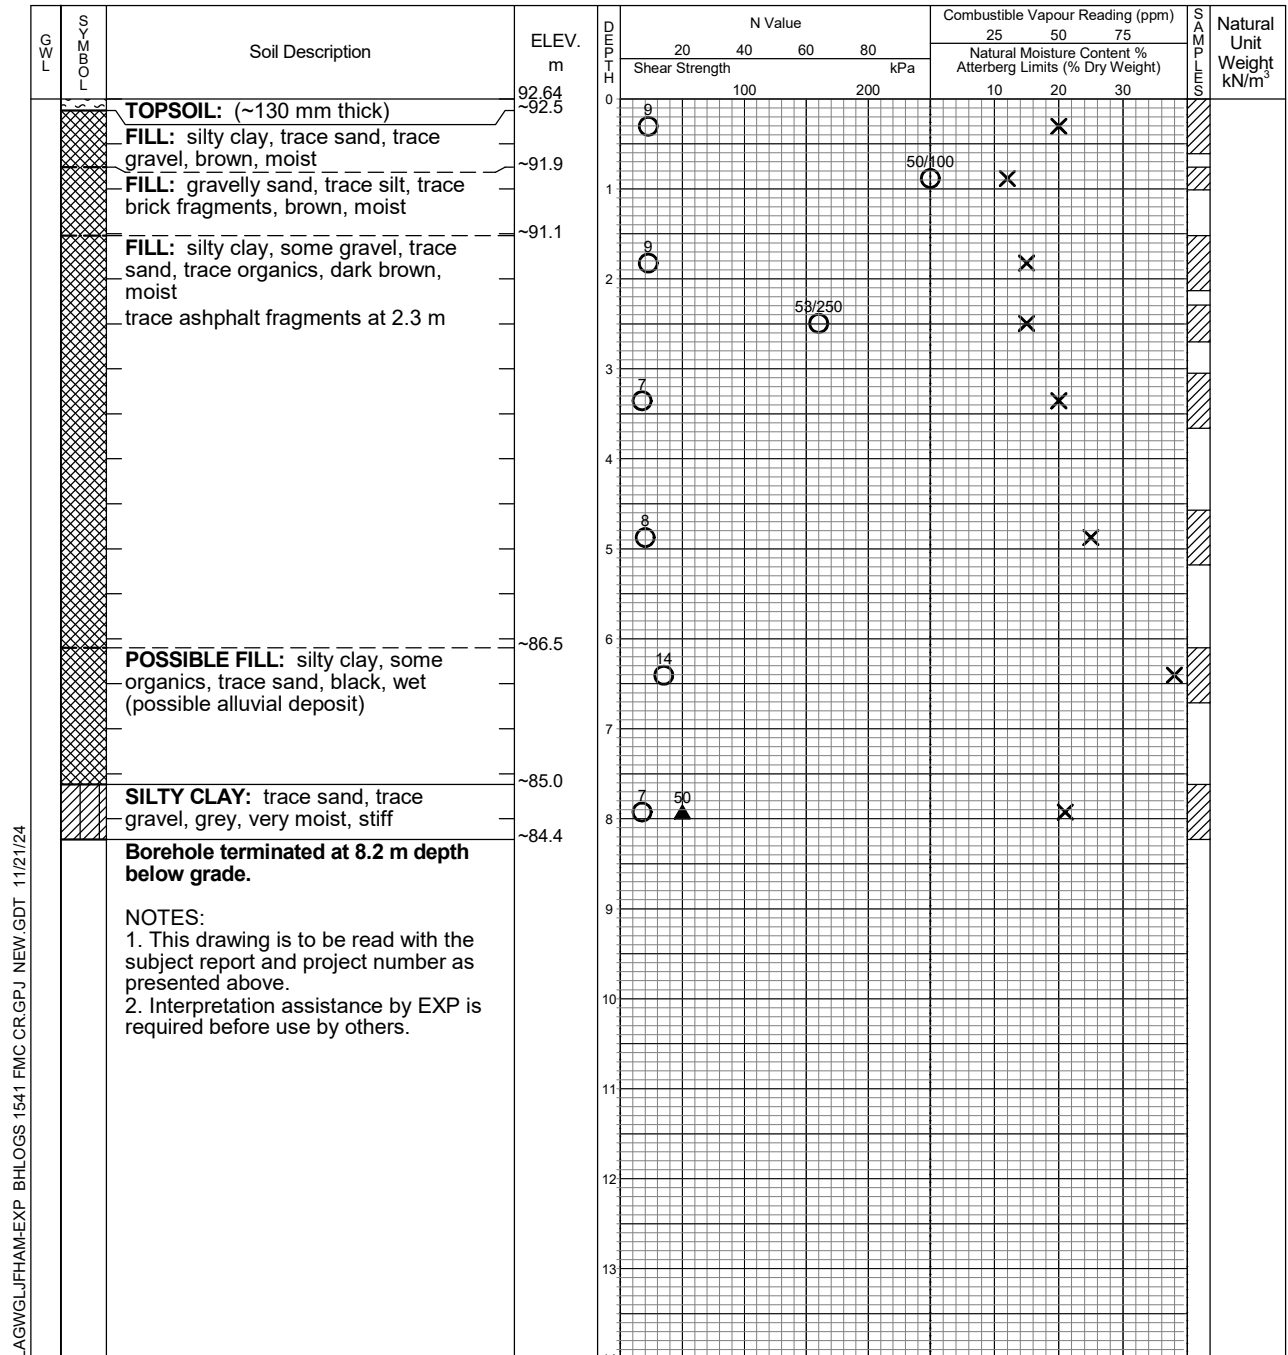 GWL
SYMBOL
Soil Description
ELEV.
m
DEPTH
N Value
20 40 60 80
Shear Strength kPa
100 200
Combustible Vapour Reading (ppm)
25 50 75
Natural Moisture Content %
Atterberg Limits (% Dry Weight)
10 20 30
SAMPLES
Natural
Unit
Weight
kN/m³
92.64
0
TOPSOIL: (~130 mm thick)
~92.5
9
FILL: silty clay, trace sand, trace
gravel, brown, moist
~91.9
50/100
FILL: gravelly sand, trace silt, trace
1
brick fragments, brown, moist
~91.1
FILL: silty clay, some gravel, trace
9
sand, trace organics, dark brown,
2
moist
trace ashphalt fragments at 2.3 m
53/250
3
7
4
8
5
6
~86.5
POSSIBLE FILL: silty clay, some
14
organics, trace sand, black, wet
(possible alluvial deposit)
7
~85.0
SILTY CLAY: trace sand, trace
7 50
gravel, grey, very moist, stiff
8
~84.4
Borehole terminated at 8.2 m depth
below grade.
9
NOTES:
1. This drawing is to be read with the
subject report and project number as
presented above.
10
2. Interpretation assistance by EXP is
required before use by others.
11
12
13
LAGWGLJFHAM-EXP BHLOGS 1541 FMC CR.GPJ NEW.GDT 11/21/24